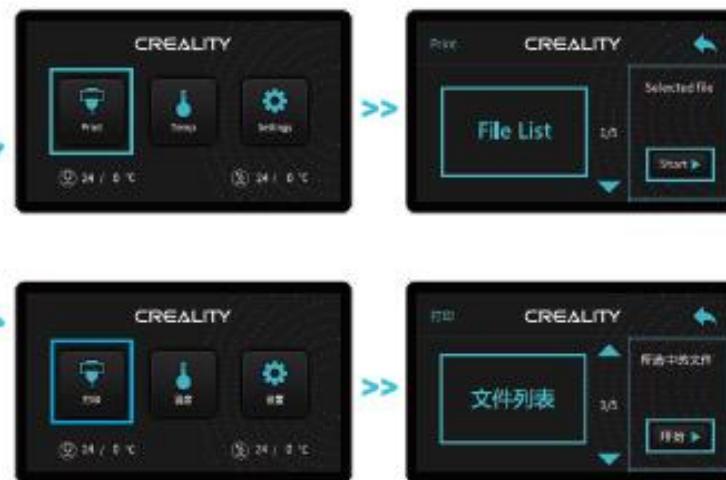 CREALITY
Print
Temp
Settings
24 / 0 ℃
24 / 0 ℃
Print
CREALITY
Selected file
File List
1/5
Start
CREALITY
打印
温度
设置
24 / 0 ℃
24 / 0 ℃
打印
CREALITY
所选中的文件
文件列表
1/5
开始